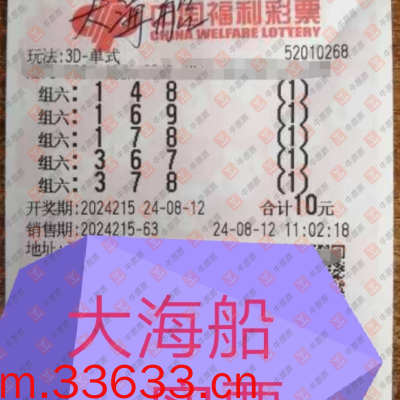 大海船
中国福利彩票
CHINA WELFARE LOTTERY
玩法:3D-单式 52010268
组六: 1 4 8 (1)
组六: 1 6 9 (1)
组六: 1 7 8 (1)
组六: 3 6 7 (1)
组六: 3 7 8 (1)
开奖期:2024215 24-08-12 合计10元
销售期:2024215-63 24-08-12 11:02:18
地址:
大海船
m.33633.cn